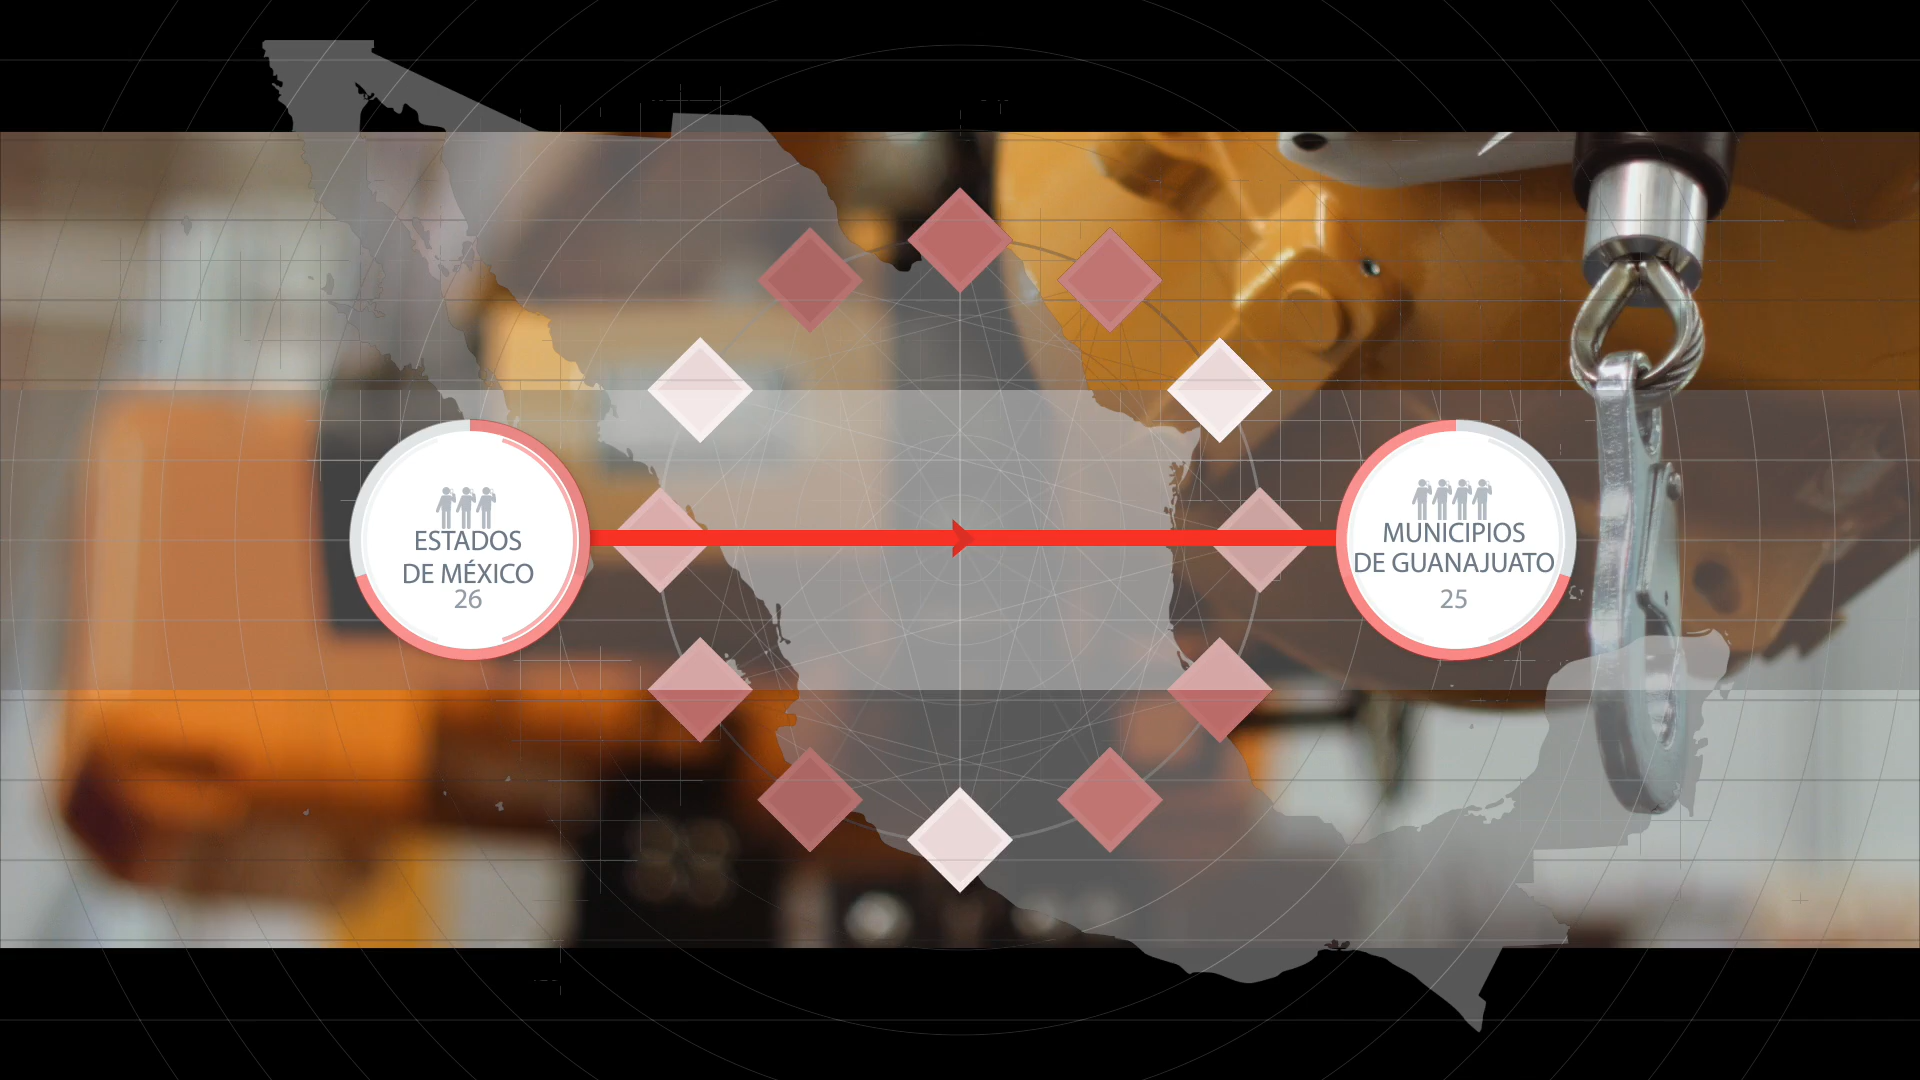 ESTADOS
DE MÉXICO
26
MUNICIPIOS
DE GUANAJUATO
25